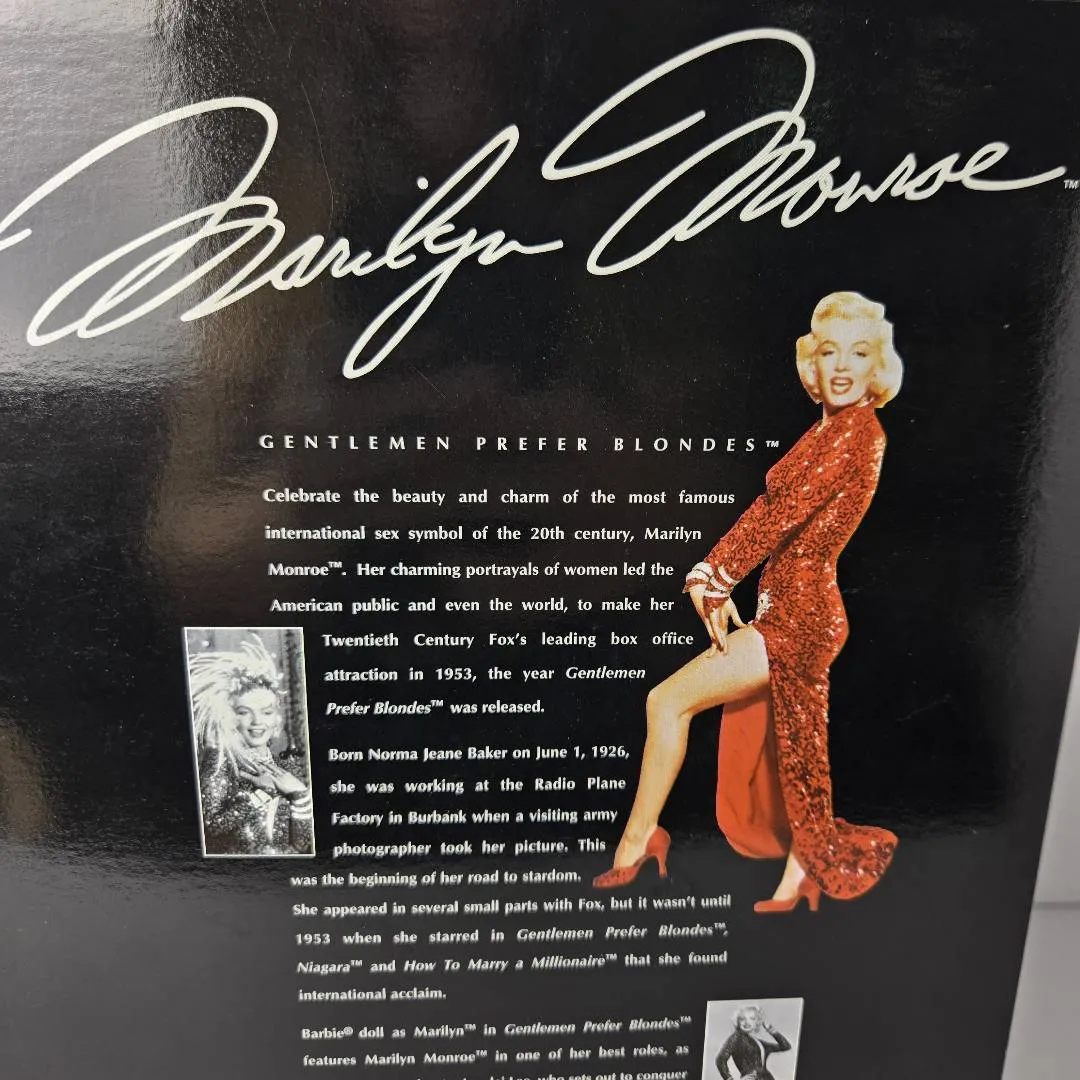 Marilyn Monroe™
GENTLEMEN PREFER BLONDES™
Celebrate the beauty and charm of the most famous
international sex symbol of the 20th century, Marilyn
Monroe™. Her charming portrayals of women led the
American public and even the world, to make her
Twentieth Century Fox's leading box office
attraction in 1953, the year Gentlemen
Prefer Blondes™ was released.
Born Norma Jeane Baker on June 1, 1926,
she was working at the Radio Plane
Factory in Burbank when a visiting army
photographer took her picture. This
was the beginning of her road to stardom.
She appeared in several small parts with Fox, but it wasn't until
1953 when she starred in Gentlemen Prefer Blondes™,
Niagara™ and How To Marry a Millionaire™ that she found
international acclaim.
Barbie® doll as Marilyn™ in Gentlemen Prefer Blondes™
features Marilyn Monroe™ in one of her best roles, as
who sets out to conquer